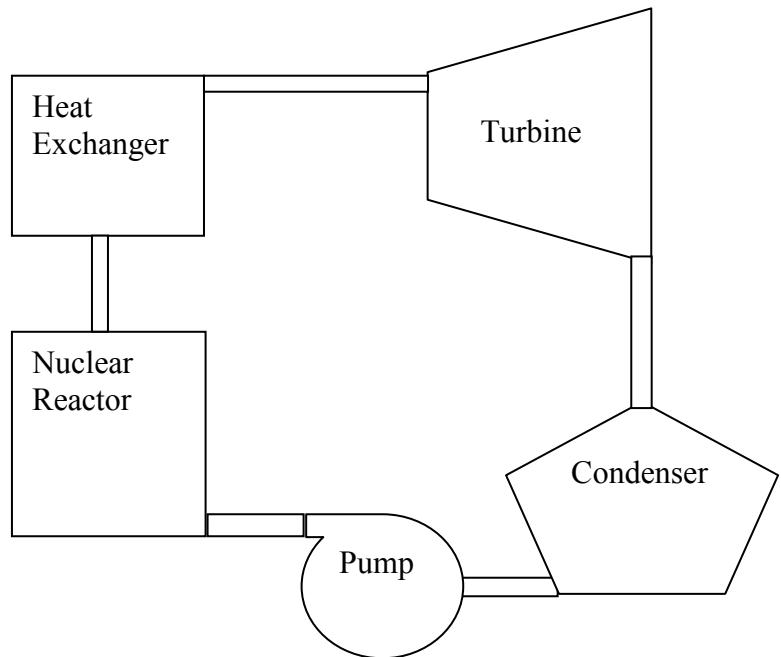 Heat
Exchanger
Turbine
Nuclear
Reactor
Condenser
Pump